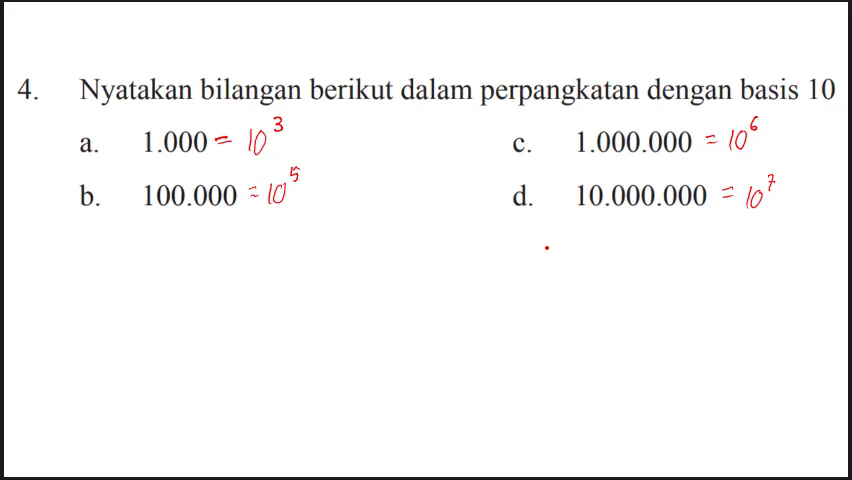 4. Nyatakan bilangan berikut dalam perpangkatan dengan basis 10
a. 1.000 = 10³ c. 1.000.000 = 10⁶
b. 100.000 = 10⁵ d. 10.000.000 = 10⁷